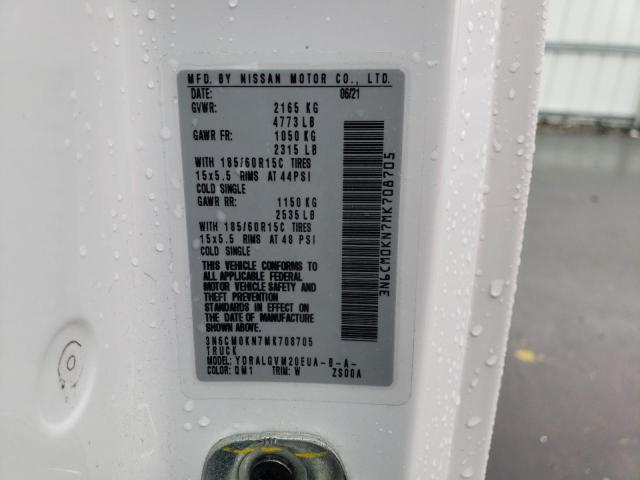 MFD. BY NISSAN MOTOR CO., LTD.
DATE: 06/21
GVWR: 2165 KG
4773 LB
GAWR FR: 1050 KG
2315 LB
WITH 185/60R15C TIRES
15x5.5 RIMS AT 44PSI
COLD SINGLE
GAWR RR: 1150 KG
2535 LB
WITH 185/60R15C TIRES
15x5.5 RIMS AT 48 PSI
COLD SINGLE
THIS VEHICLE CONFORMS TO
ALL APPLICABLE FEDERAL
MOTOR VEHICLE SAFETY AND
THEFT PREVENTION
STANDARDS IN EFFECT ON
THE DATE OF MANUFACTURE
SHOWN ABOVE.
3N6CM0KN7MK708705
TRUCK
MODEL: YDRALGVM20EUA-B-A-
COLOR: QM1 TRIM: W ZS00A
3N6CM0KN7MK708705